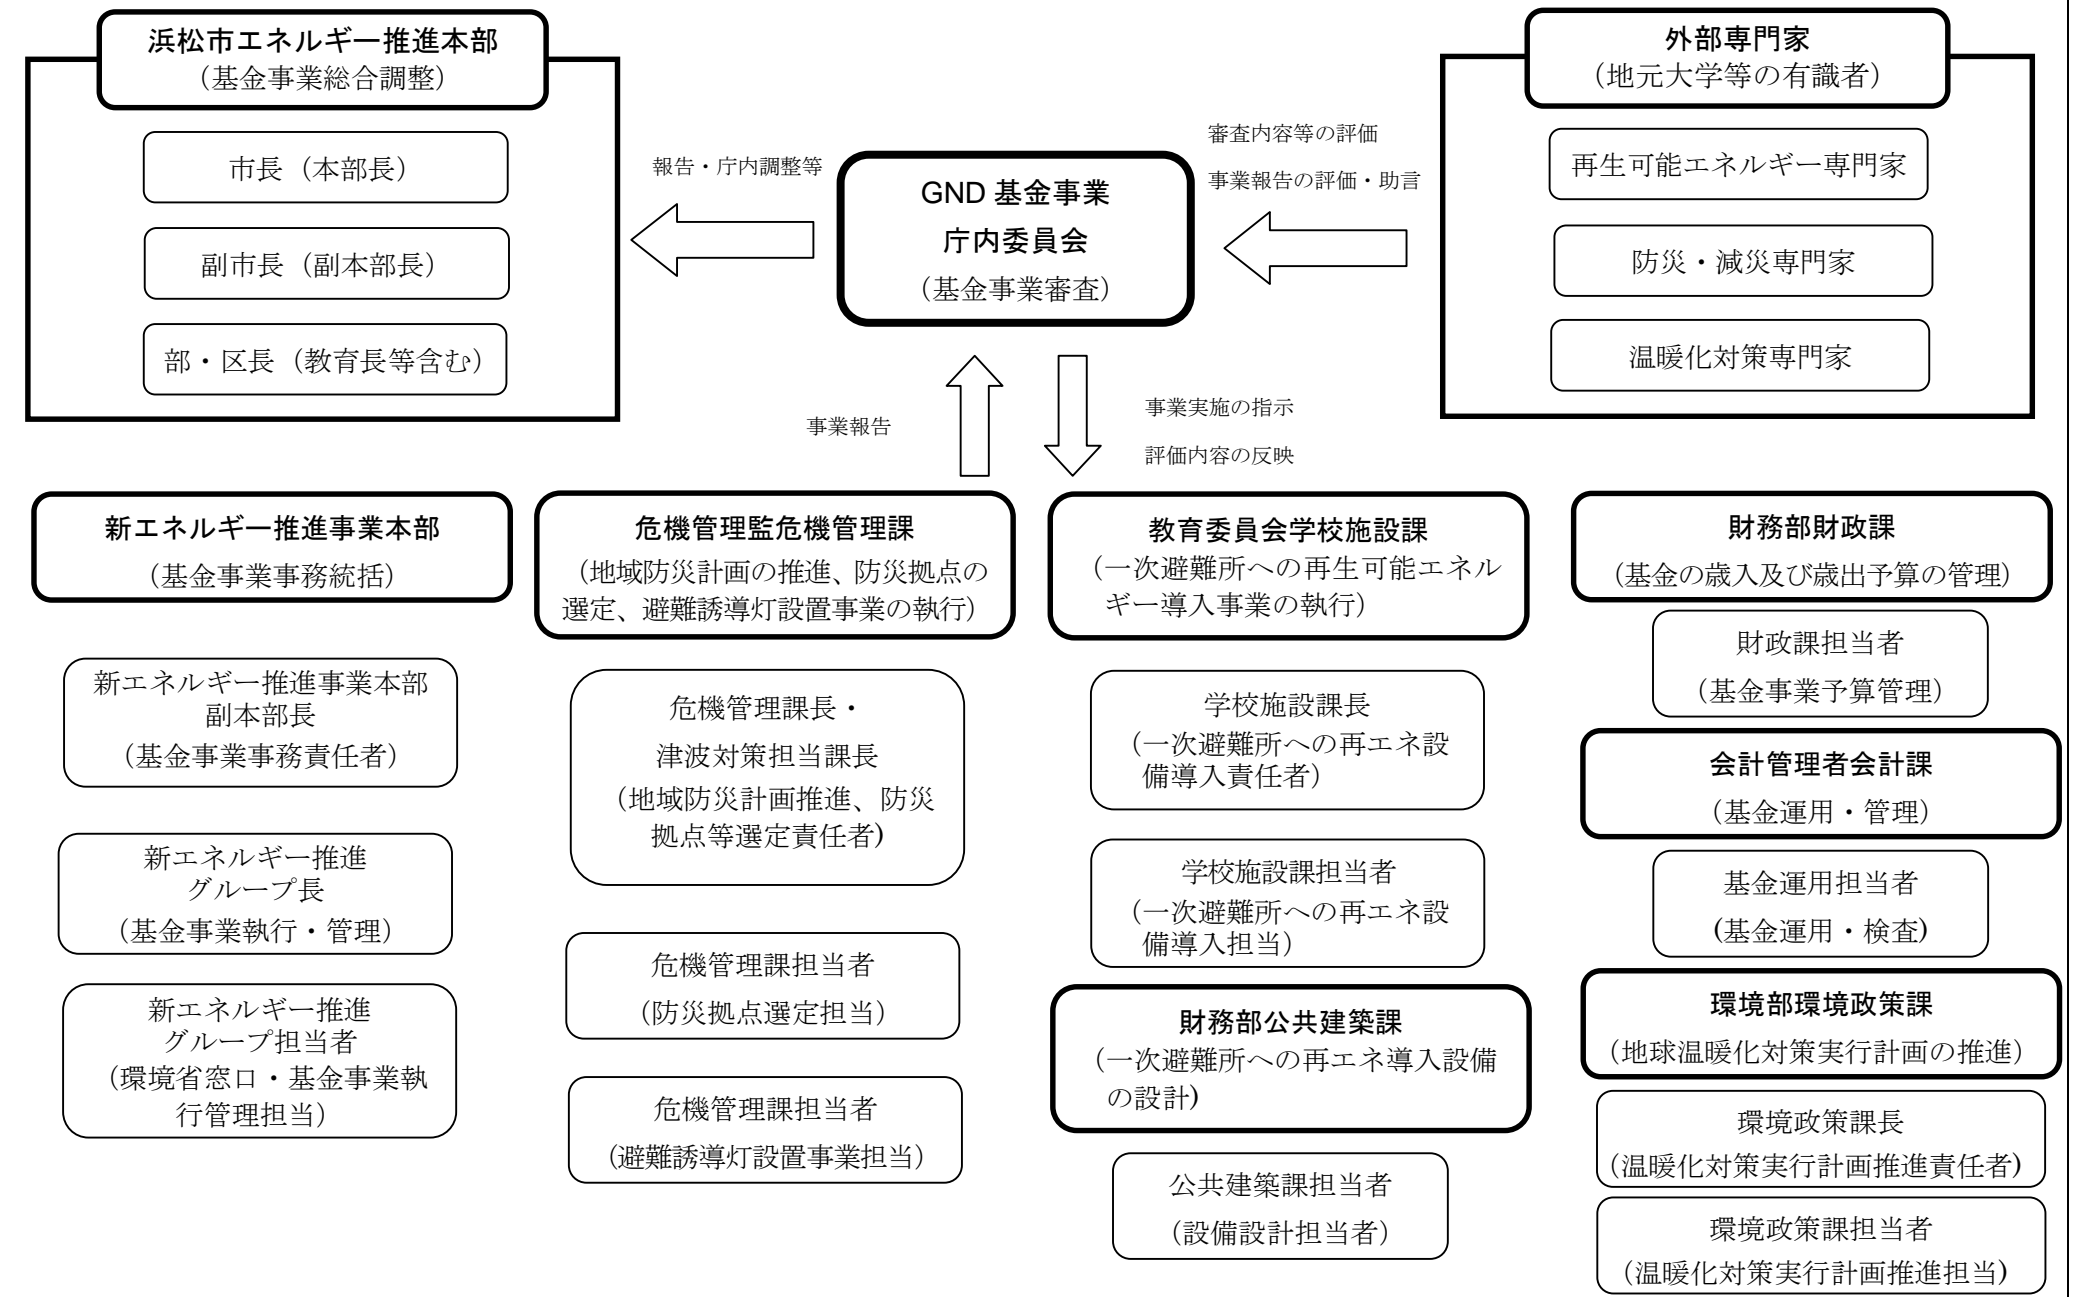 浜松市エネルギー推進本部
（基金事業総合調整）
市長（本部長）
副市長（副本部長）
部・区長（教育長等含む）
報告・庁内調整等
GND 基金事業
庁内委員会
（基金事業審査）
審査内容等の評価
事業報告の評価・助言
外部専門家
（地元大学等の有識者）
再生可能エネルギー専門家
防災・減災専門家
温暖化対策専門家
事業報告
事業実施の指示
評価内容の反映
新エネルギー推進事業本部
（基金事業事務統括）
新エネルギー推進事業本部
副本部長
（基金事業事務責任者）
新エネルギー推進
グループ長
（基金事業執行・管理）
新エネルギー推進
グループ担当者
（環境省窓口・基金事業執
行管理担当）
危機管理監危機管理課
（地域防災計画の推進、防災拠点の
選定、避難誘導灯設置事業の執行）
危機管理課長・
津波対策担当課長
（地域防災計画推進、防災
拠点等選定責任者)
危機管理課担当者
（防災拠点選定担当）
危機管理課担当者
（避難誘導灯設置事業担当）
教育委員会学校施設課
（一次避難所への再生可能エネル
ギー導入事業の執行）
学校施設課長
（一次避難所への再エネ設
備導入責任者）
学校施設課担当者
（一次避難所への再エネ設
備導入担当）
財務部公共建築課
（一次避難所への再エネ導入設備
の設計)
公共建築課担当者
（設備設計担当者）
財務部財政課
（基金の歳入及び歳出予算の管理）
財政課担当者
（基金事業予算管理）
会計管理者会計課
（基金運用・管理）
基金運用担当者
(基金運用・検査)
環境部環境政策課
（地球温暖化対策実行計画の推進）
環境政策課長
（温暖化対策実行計画推進責任者)
環境政策課担当者
（温暖化対策実行計画推進担当)